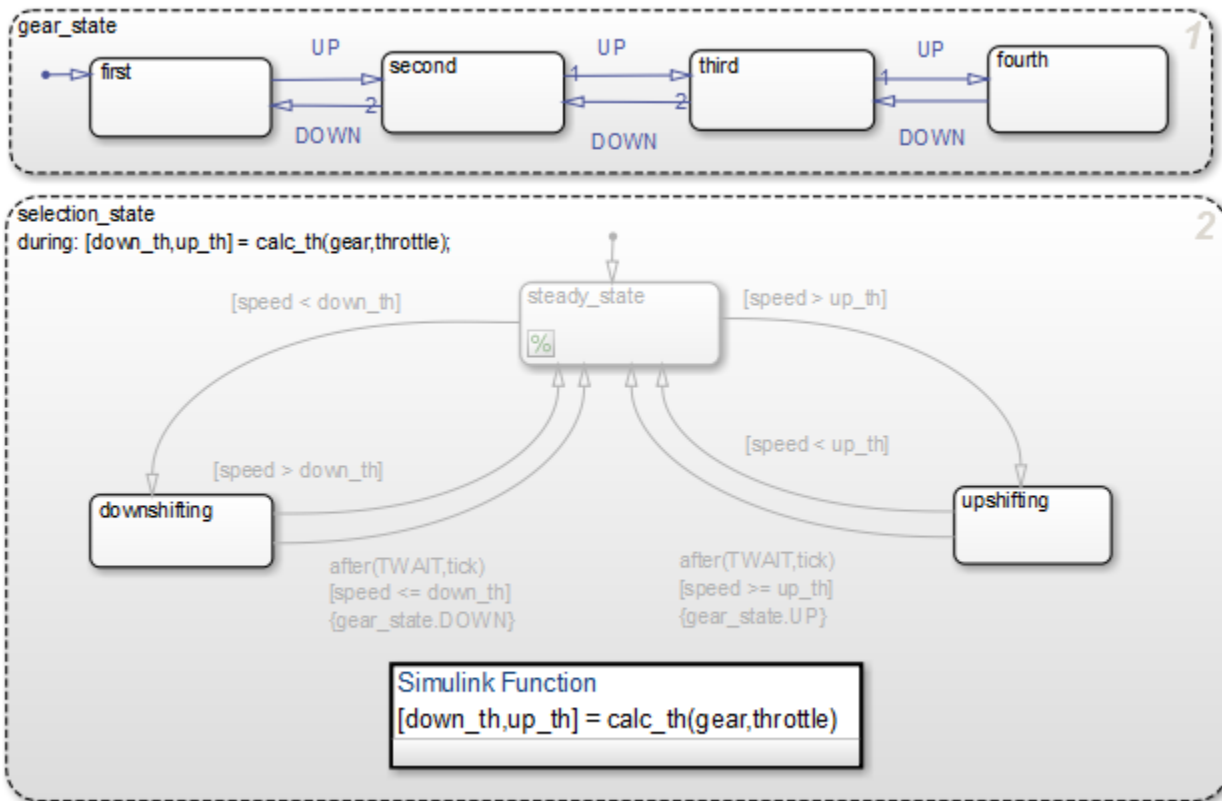 gear_state
1
UP
UP
UP
first
second
third
fourth
1
1
2
2
DOWN
DOWN
DOWN
selection_state
2
during: [down_th,up_th] = calc_th(gear,throttle);
[speed < down_th]
steady_state
[speed > up_th]
%
[speed > down_th]
[speed < up_th]
downshifting
upshifting
after(TWAIT,tick)
[speed <= down_th]
{gear_state.DOWN}
after(TWAIT,tick)
[speed >= up_th]
{gear_state.UP}
Simulink Function
[down_th,up_th] = calc_th(gear,throttle)